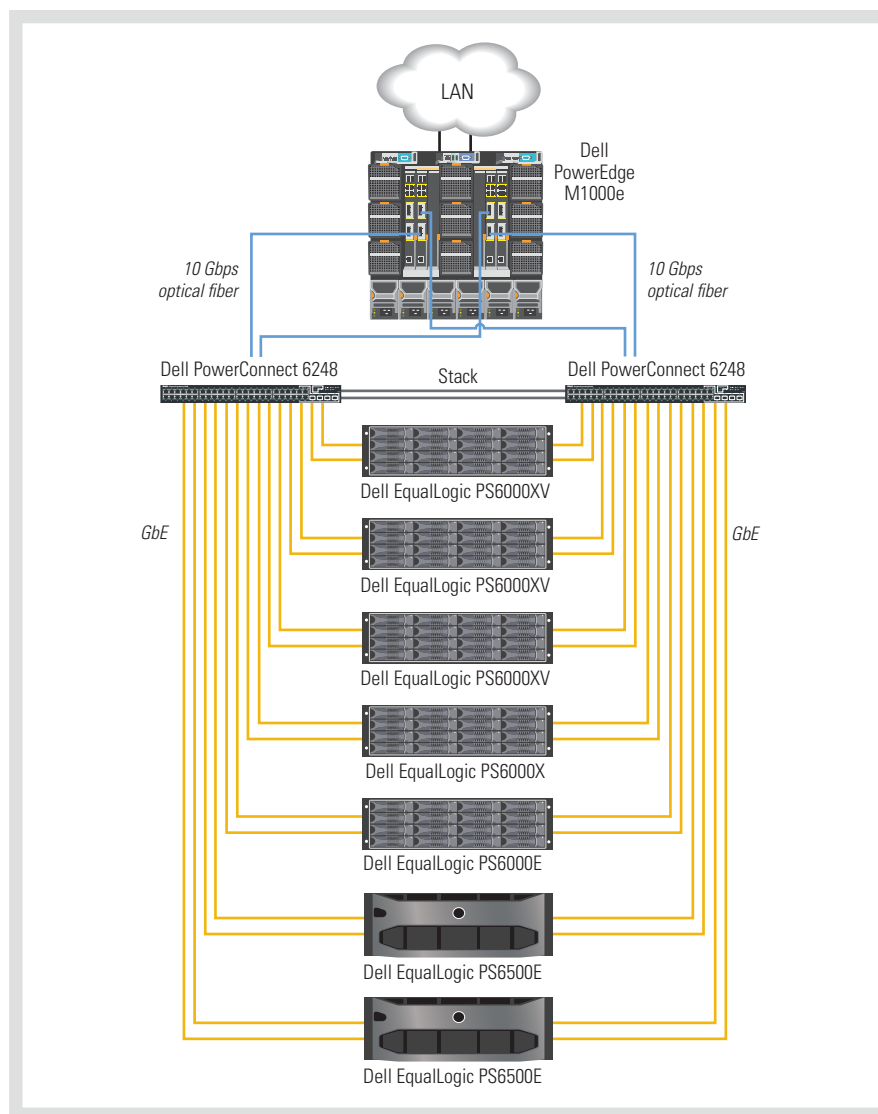 LAN
Dell
PowerEdge
M1000e
10 Gbps
optical fiber
10 Gbps
optical fiber
Dell PowerConnect 6248
Stack
Dell PowerConnect 6248
Dell EqualLogic PS6000XV
GbE
GbE
Dell EqualLogic PS6000XV
Dell EqualLogic PS6000XV
Dell EqualLogic PS6000X
Dell EqualLogic PS6000E
Dell EqualLogic PS6500E
Dell EqualLogic PS6500E